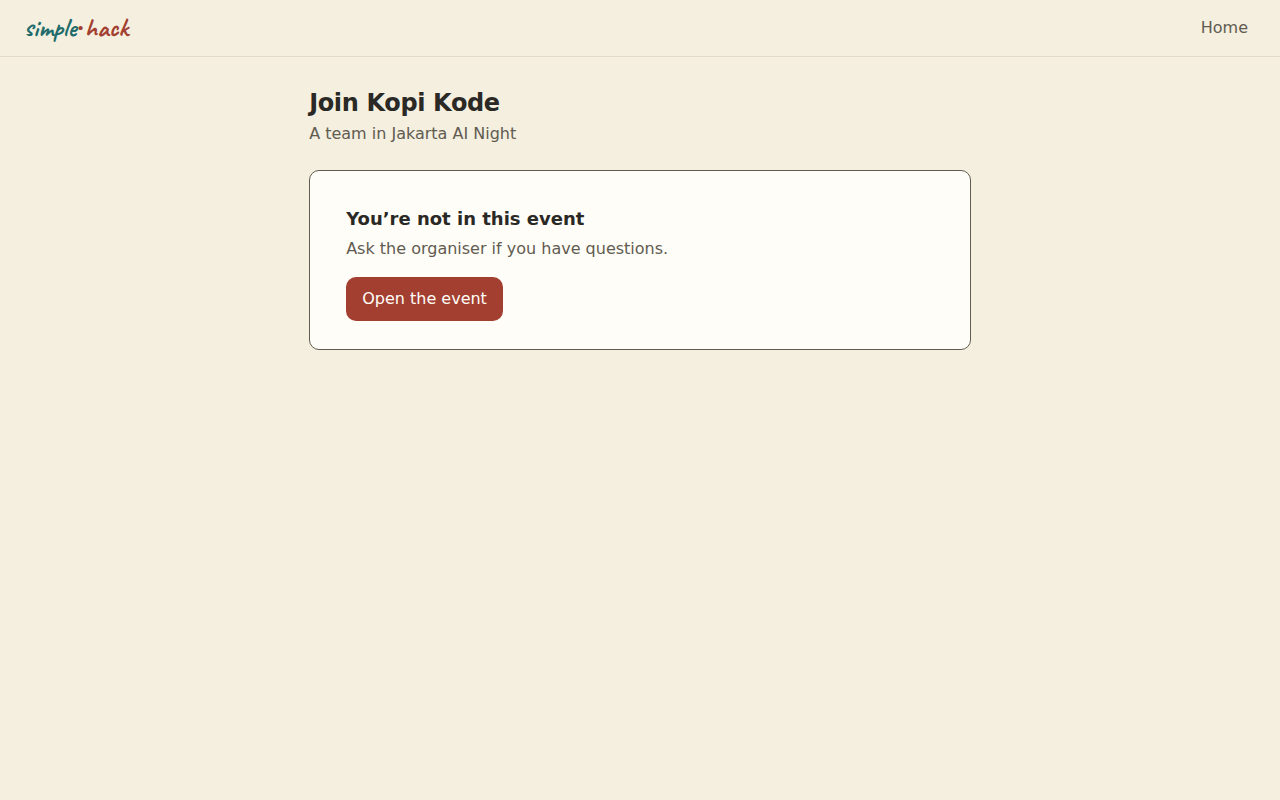 simple·hack
Home
Join Kopi Kode
A team in Jakarta AI Night
You’re not in this event
Ask the organiser if you have questions.
Open the event